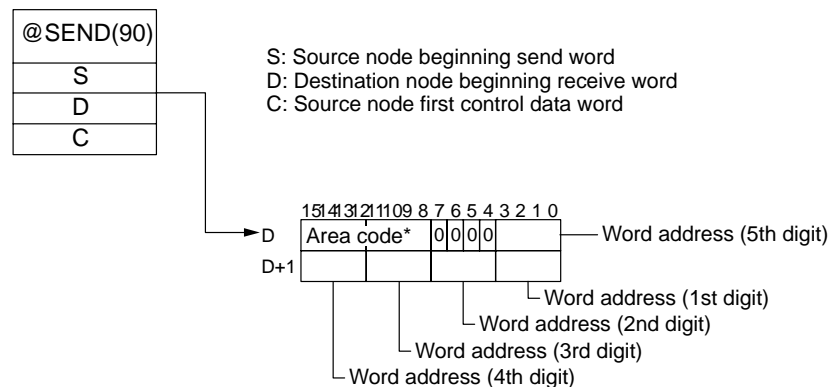 @SEND(90)
S
D
C
S: Source node beginning send word
D: Destination node beginning receive word
C: Source node first control data word
15 14 13 12 11 10 9 8 7 6 5 4 3 2 1 0
D Area code* 0 0 0 0 Word address (5th digit)
D+1
Word address (1st digit)
Word address (2nd digit)
Word address (3rd digit)
Word address (4th digit)